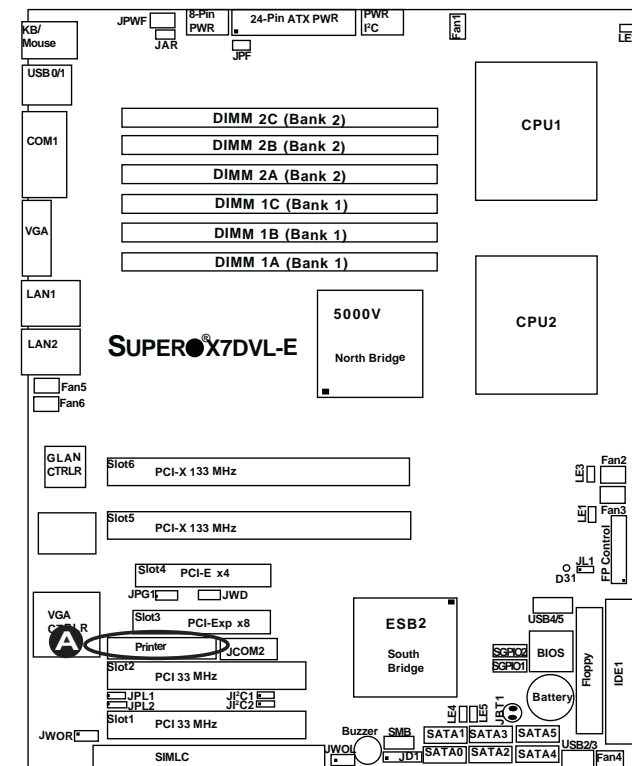 KB/
Mouse
JPWF
JAR
8-Pin
PWR
24-Pin ATX PWR
PWR
I²C
JPF
Fan1
LE
USB0/1
COM1
VGA
LAN1
LAN2
Fan5
Fan6
DIMM 2C (Bank 2)
DIMM 2B (Bank 2)
DIMM 2A (Bank 2)
DIMM 1C (Bank 1)
DIMM 1B (Bank 1)
DIMM 1A (Bank 1)
CPU1
CPU2
5000V
North Bridge
SUPER●®X7DVL-E
GLAN
CTRLR
Slot6
PCI-X 133 MHz
Slot5
PCI-X 133 MHz
Slot4
PCI-E x4
JPG1
JWD
Slot3
PCI-Exp x8
VGA
CTRLR
A
Printer
JCOM2
Slot2
PCI 33 MHz
JPL1
JPL2
JI²C1
JI²C2
Slot1
PCI 33 MHz
JWOR
SIMLC
LE3
Fan2
Fan3
LE1
JL1
D31
FP Control
ESB2
South
Bridge
USB4/5
SGPIO2
SGPIO1
BIOS
Floppy
IDE1
Battery
JBT1
LE4
LE5
Buzzer
SMB
JWOL
JD1
SATA1
SATA3
SATA5
SATA0
SATA2
SATA4
USB2/3
Fan4